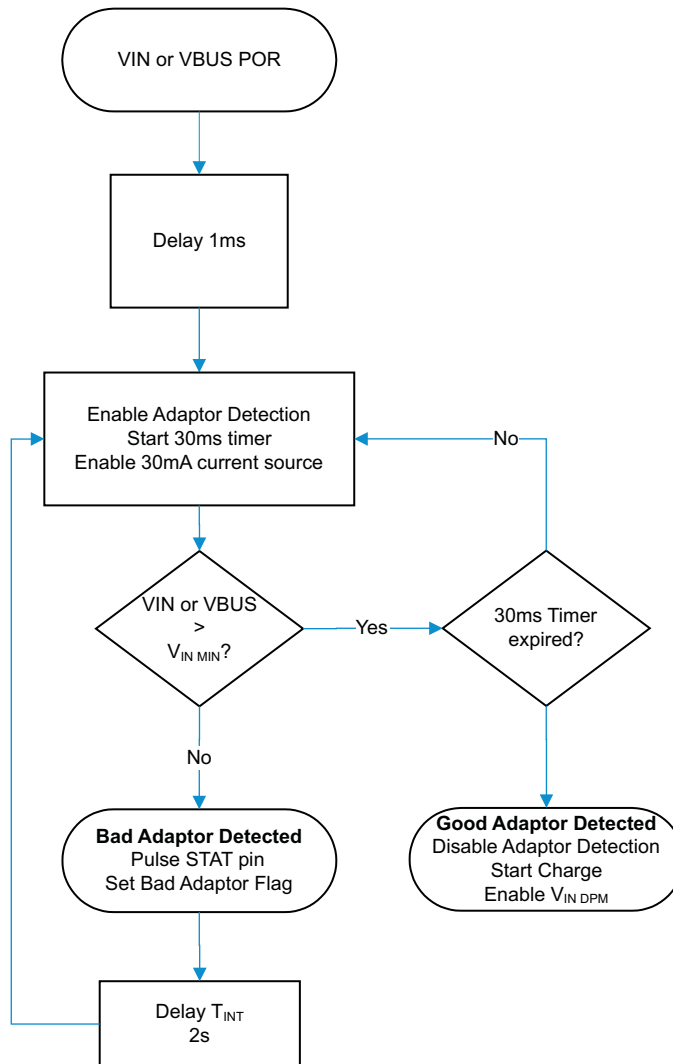 VIN or VBUS POR
Delay 1ms
Enable Adaptor Detection
Start 30ms timer
Enable 30mA current source
No
VIN or VBUS
>
VIN MIN?
Yes
30ms Timer
expired?
No
Bad Adaptor Detected
Pulse STAT pin
Set Bad Adaptor Flag
Good Adaptor Detected
Disable Adaptor Detection
Start Charge
Enable VIN DPM
Delay TINT
2s